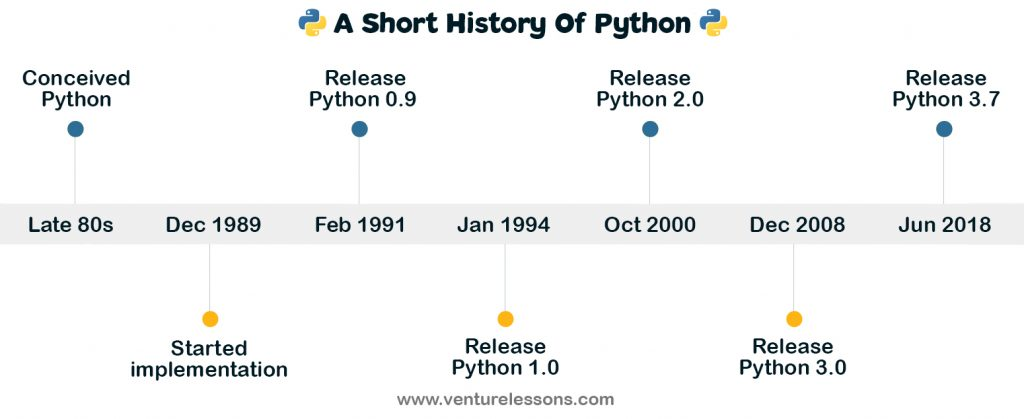 A Short History Of Python
Conceived
Python
Release
Python 0.9
Release
Python 2.0
Release
Python 3.7
Late 80s
Dec 1989
Feb 1991
Jan 1994
Oct 2000
Dec 2008
Jun 2018
Started
implementation
Release
Python 1.0
Release
Python 3.0
www.venturelessons.com